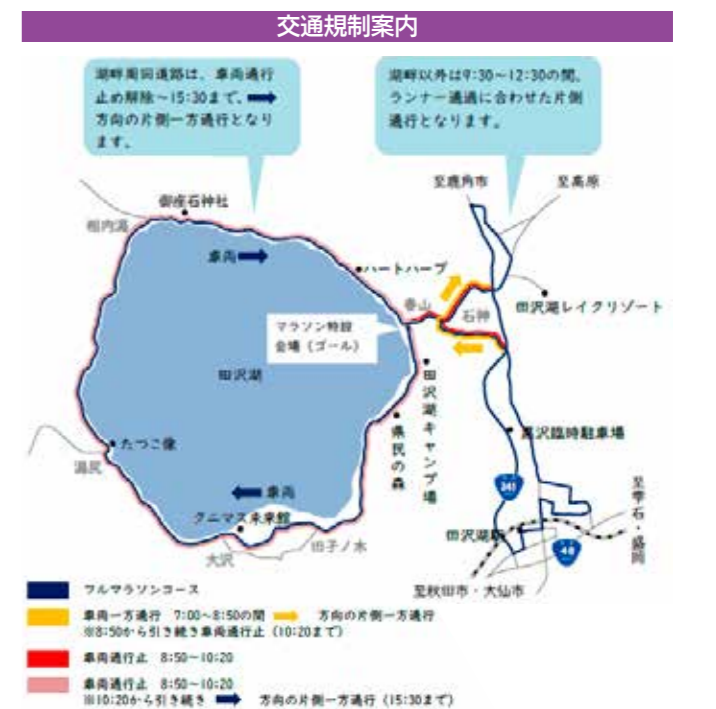 交通規制案内
湖畔周回道路は、車両通行
止め解除～15:30まで、➡
方向の片側一方通行となり
ます。
湖畔以外は9:30～12:30の間、
ランナー通過に合わせた片側
通行となります。
至鹿角市
至高原
御座石神社
相内潟
車両
ハートハーブ
春山
石神
田沢湖レイクリゾート
マラソン特設
会場（ゴール）
田沢湖
田沢湖キャンプ場
県民の森
たつこ像
潟尻
黒沢臨時駐車場
車両
341
至雫石・盛岡
クニマス未来館
田沢湖駅
大沢
田子ノ木
46
至秋田市・大仙市
フルマラソンコース
車両一方通行 7:00～8:50の間 ➡ 方向の片側一方通行
※8:50から引き続き車両通行止（10:20まで）
車両通行止 8:50～10:20
車両通行止 8:50～10:20
※10:20から引き続き ➡ 方向の片側一方通行（15:30まで）